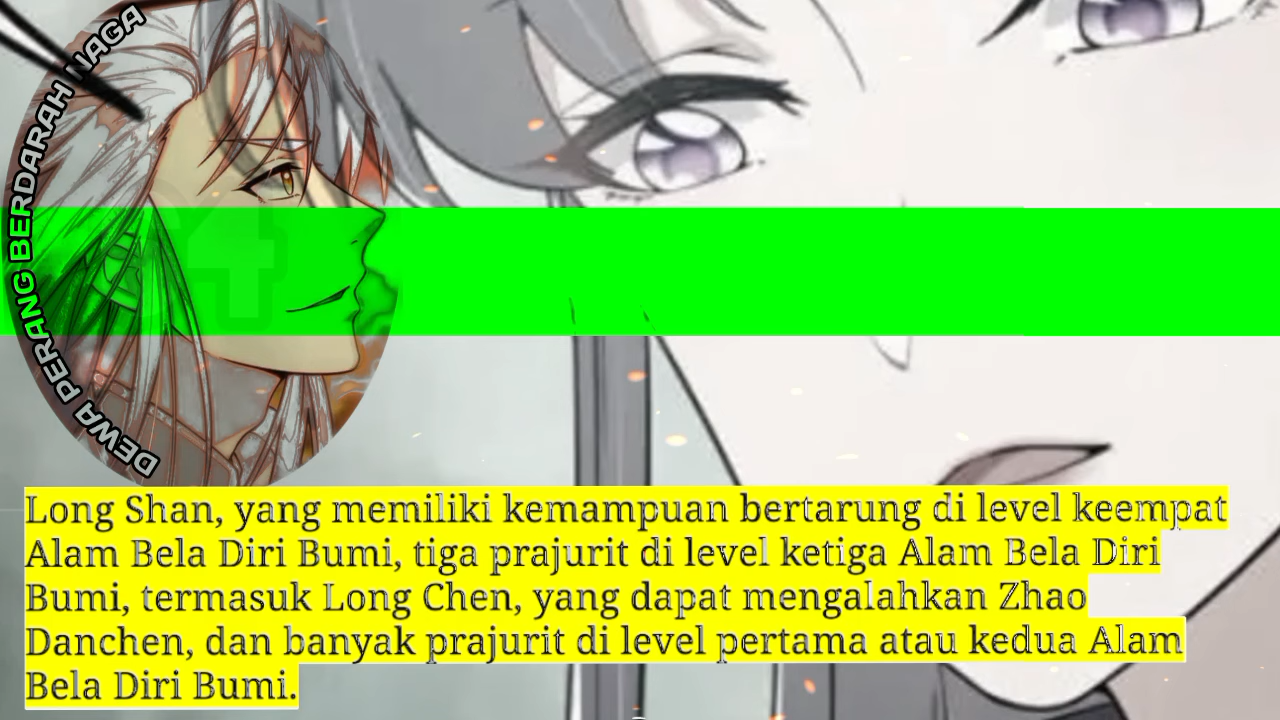 DEWA PERANG BERDARAH NAGA
64
Long Shan, yang memiliki kemampuan bertarung di level keempat
Alam Bela Diri Bumi, tiga prajurit di level ketiga Alam Bela Diri
Bumi, termasuk Long Chen, yang dapat mengalahkan Zhao
Danchen, dan banyak prajurit di level pertama atau kedua Alam
Bela Diri Bumi.